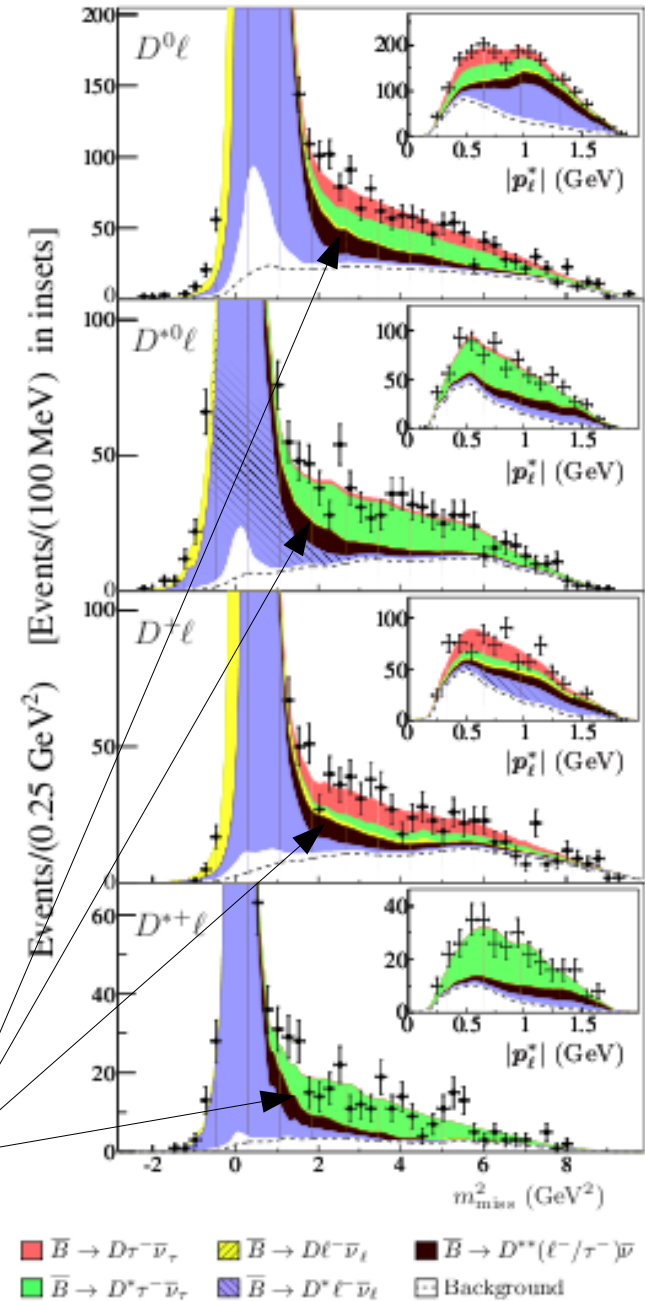 200
150
100
50
0
D⁰ℓ
200
100
0
0 0.5 1 1.5
|p*ℓ| (GeV)
100
50
0
D*⁰ℓ
100
50
0
0 0.5 1 1.5
|p*ℓ| (GeV)
100
50
0
D⁺ℓ
100
50
0
0 0.5 1 1.5
|p*ℓ| (GeV)
60
40
20
0
D*⁺ℓ
40
20
0
0 0.5 1 1.5
|p*ℓ| (GeV)
-2 0 2 4 6 8
m²miss (GeV²)
Events/(0.25 GeV²) [Events/(100 MeV) in insets]
B̅ → Dτ⁻ν̅τ B̅ → Dℓ⁻ν̅ℓ B̅ → D**(ℓ⁻/τ⁻)ν̅
B̅ → D*τ⁻ν̅τ B̅ → D*ℓ⁻ν̅ℓ Background